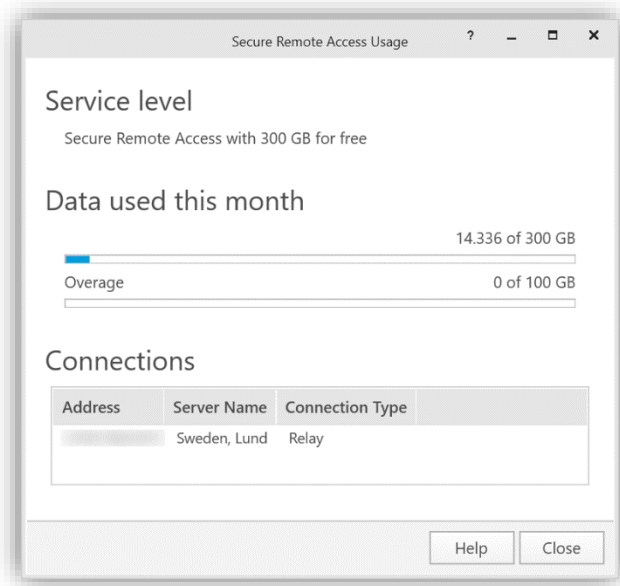 Secure Remote Access Usage ?
Service level
Secure Remote Access with 300 GB for free
Data used this month
14.336 of 300 GB
Overage 0 of 100 GB
Connections
Address Server Name Connection Type
Sweden, Lund Relay
Help Close